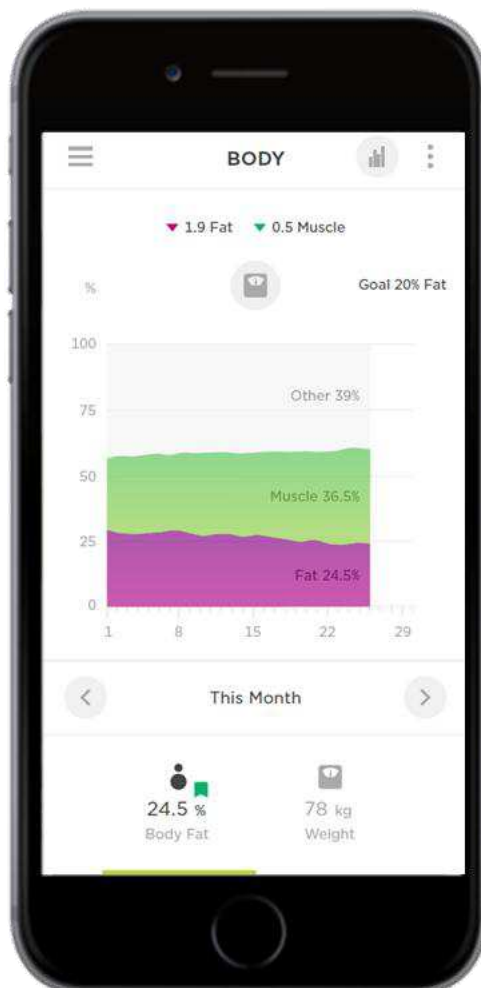 BODY
▼ 1.9 Fat ▼ 0.5 Muscle
% Goal 20% Fat
100
Other 39%
75
50
Muscle 36.5%
25
Fat 24.5%
0
1 8 15 22 29
This Month
24.5 % 78 kg
Body Fat Weight